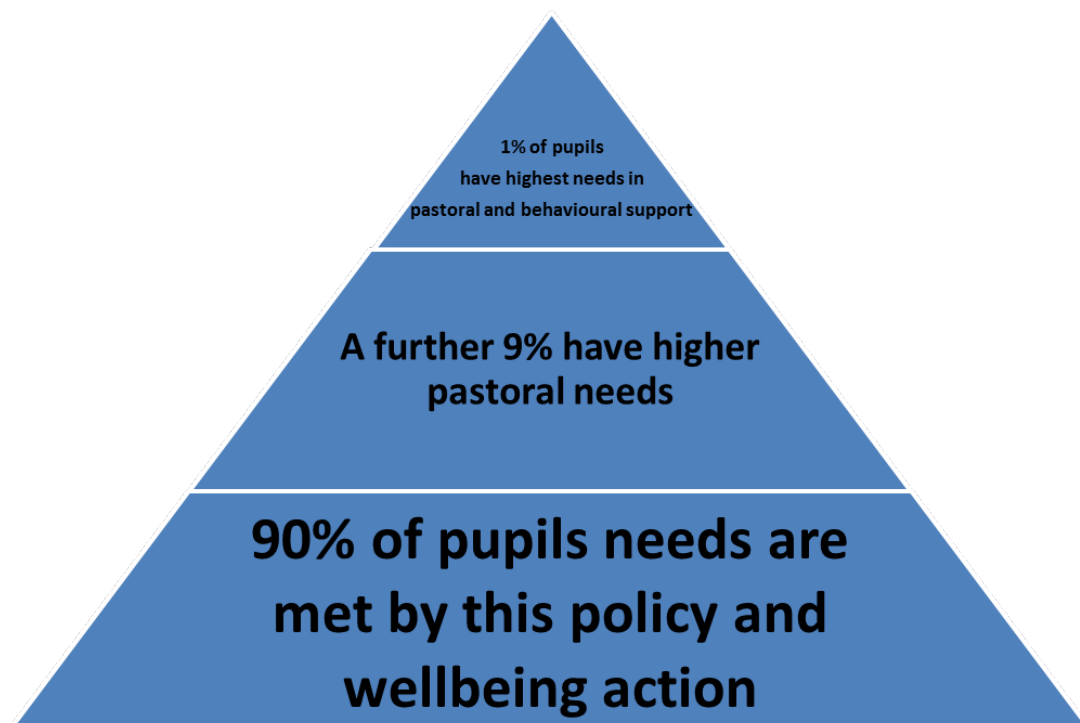 1% of pupils
have highest needs in
pastoral and behavioural support
A further 9% have higher
pastoral needs
90% of pupils needs are
met by this policy and
wellbeing action